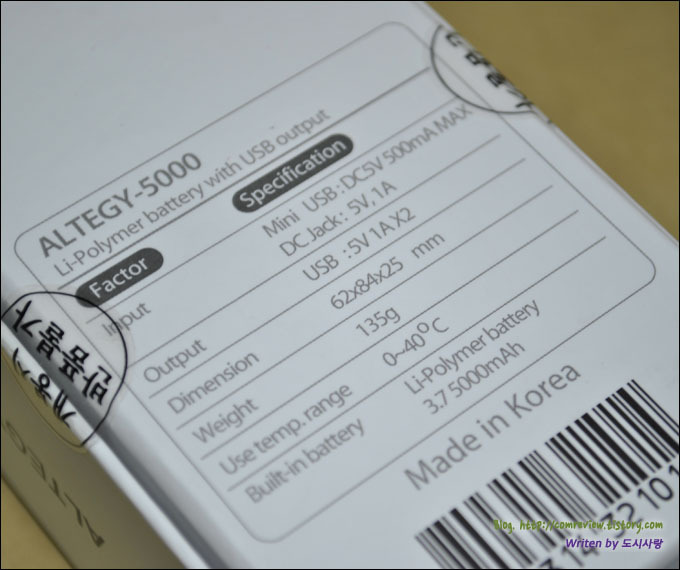 ALTEGY-5000
Li-Polymer battery with USB output
Factor Specification
Input Mini USB : DC5V 500mA MAX
DC Jack : 5V, 1A
Output USB : 5V 1A X2
Dimension 62x84x25 mm
Weight 135g
Use temp. range 0~40°C
Built-in battery Li-Polymer battery
3.7 5000mAh
Made in Korea
개봉시
반품불가
Blog. http://comreview.tistory.com
Writen by 도시사랑